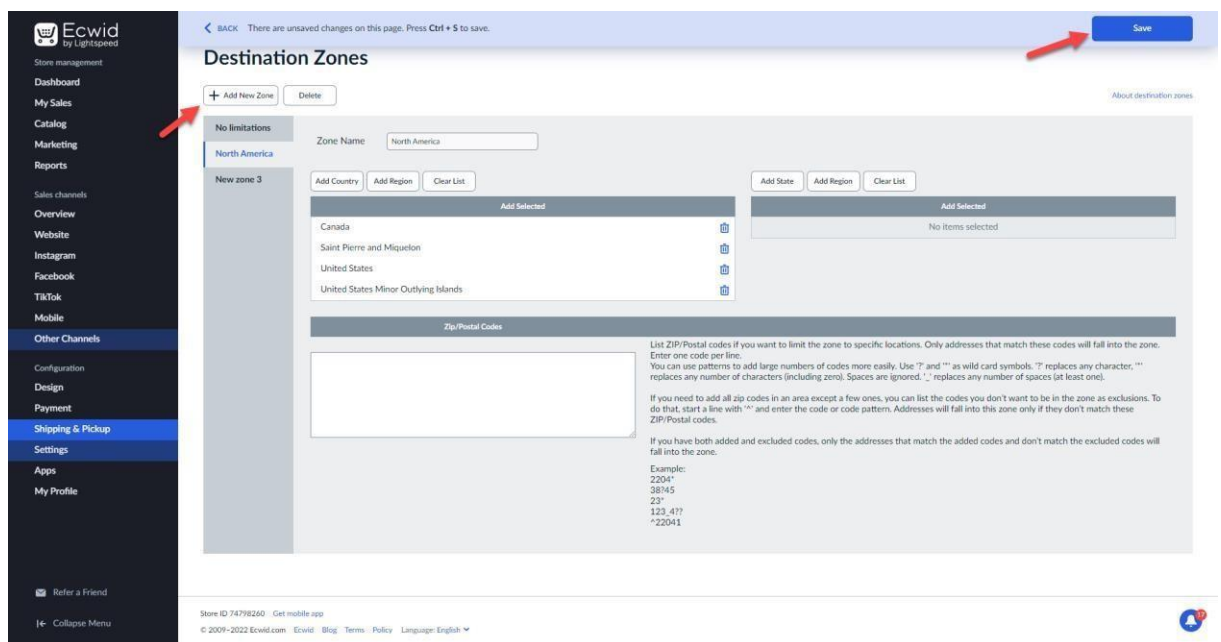 Ecwid
by Lightspeed
Store management
Dashboard
My Sales
Catalog
Marketing
Reports
Sales channels
Overview
Website
Instagram
Facebook
TikTok
Mobile
Other Channels
Configuration
Design
Payment
Shipping & Pickup
Settings
Apps
My Profile
Refer a Friend
Collapse Menu
BACK There are unsaved changes on this page. Press Ctrl + S to save.
Save
Destination Zones
+ Add New Zone Delete
About destination zones
No limitations
North America
New zone 3
Zone Name North America
Add Country Add Region Clear List
Add Selected
Canada
Saint Pierre and Miquelon
United States
United States Minor Outlying Islands
Add State Add Region Clear List
Add Selected
No items selected
Zip/Postal Codes
List ZIP/Postal codes if you want to limit the zone to specific locations. Only addresses that match these codes will fall into the zone.
Enter one code per line.
You can use patterns to add large numbers of codes more easily. Use '?' and '*' as wild card symbols. '?' replaces any character, '*'
replaces any number of characters (including zero). Spaces are ignored. '_' replaces any number of spaces (at least one).
If you need to add all zip codes in an area except a few ones, you can list the codes you don't want to be in the zone as exclusions. To
do that, start a line with '^' and enter the code or code pattern. Addresses will fall into this zone only if they don't match these
ZIP/Postal codes.
If you have both added and excluded codes, only the addresses that match the added codes and don't match the excluded codes will
fall into the zone.
Example:
2204*
38?45
23*
123_4??
^22041
Store ID 74798260 Get mobile app
© 2009–2022 Ecwid.com Ecwid Blog Terms Policy Language: English
17